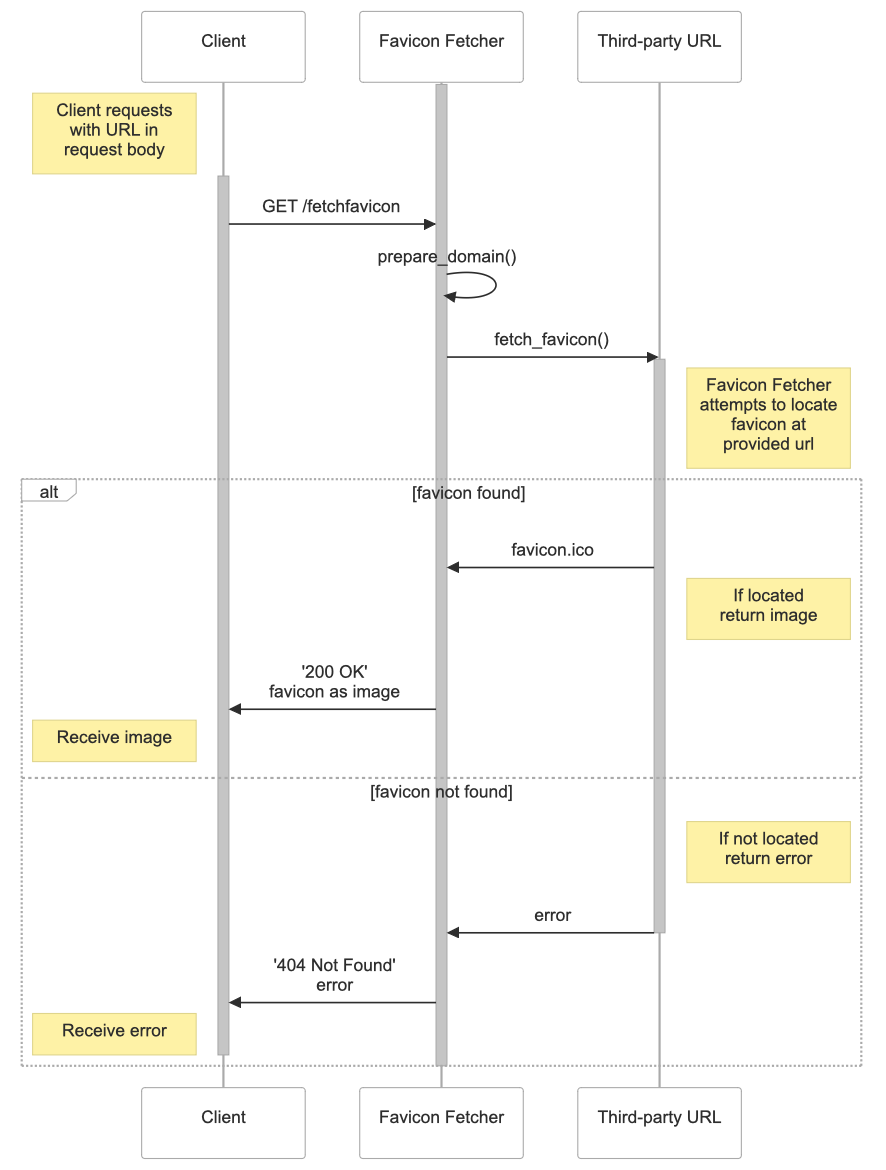 Client
Favicon Fetcher
Third-party URL
Client requests
with URL in
request body
GET /fetchfavicon
prepare_domain()
fetch_favicon()
Favicon Fetcher
attempts to locate
favicon at
provided url
alt
[favicon found]
favicon.ico
If located
return image
'200 OK'
favicon as image
Receive image
[favicon not found]
If not located
return error
error
'404 Not Found'
error
Receive error
Client
Favicon Fetcher
Third-party URL